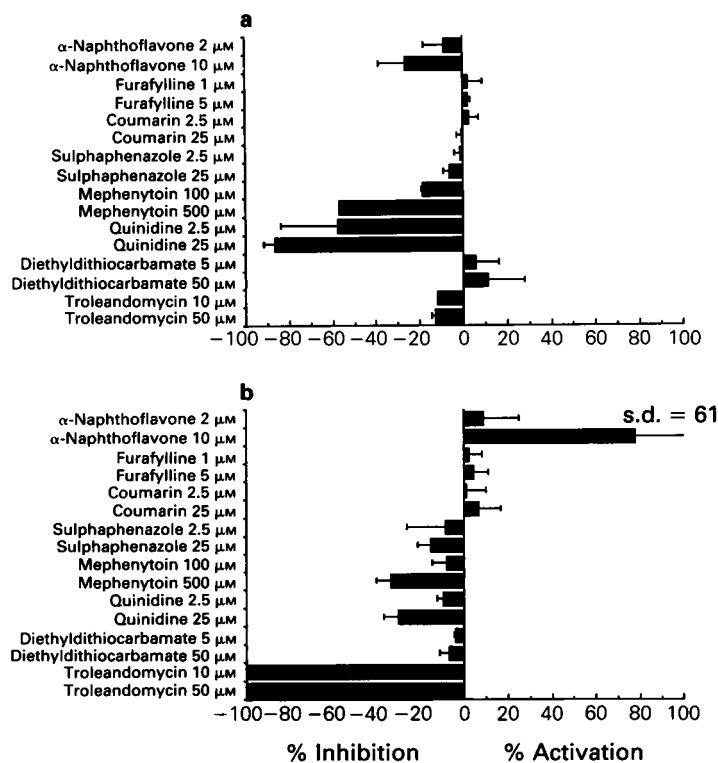 a
α-Naphthoflavone 2 μM
α-Naphthoflavone 10 μM
Furafylline 1 μM
Furafylline 5 μM
Coumarin 2.5 μM
Coumarin 25 μM
Sulphaphenazole 2.5 μM
Sulphaphenazole 25 μM
Mephenytoin 100 μM
Mephenytoin 500 μM
Quinidine 2.5 μM
Quinidine 25 μM
Diethyldithiocarbamate 5 μM
Diethyldithiocarbamate 50 μM
Troleandomycin 10 μM
Troleandomycin 50 μM
−100 −80 −60 −40 −20 0 20 40 60 80 100
b
α-Naphthoflavone 2 μM s.d. = 61
α-Naphthoflavone 10 μM
Furafylline 1 μM
Furafylline 5 μM
Coumarin 2.5 μM
Coumarin 25 μM
Sulphaphenazole 2.5 μM
Sulphaphenazole 25 μM
Mephenytoin 100 μM
Mephenytoin 500 μM
Quinidine 2.5 μM
Quinidine 25 μM
Diethyldithiocarbamate 5 μM
Diethyldithiocarbamate 50 μM
Troleandomycin 10 μM
Troleandomycin 50 μM
−100 −80 −60 −40 −20 0 20 40 60 80 100
% Inhibition % Activation